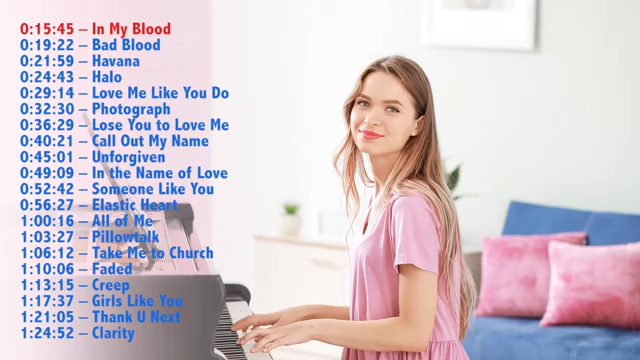 0:15:45 – In My Blood
0:19:22 – Bad Blood
0:21:59 – Havana
0:24:43 – Halo
0:29:14 – Love Me Like You Do
0:32:30 – Photograph
0:36:29 – Lose You to Love Me
0:40:21 – Call Out My Name
0:45:01 – Unforgiven
0:49:09 – In the Name of Love
0:52:42 – Someone Like You
0:56:27 – Elastic Heart
1:00:16 – All of Me
1:03:27 – Pillowtalk
1:06:12 – Take Me to Church
1:10:06 – Faded
1:13:15 – Creep
1:17:37 – Girls Like You
1:21:05 – Thank U Next
1:24:52 – Clarity